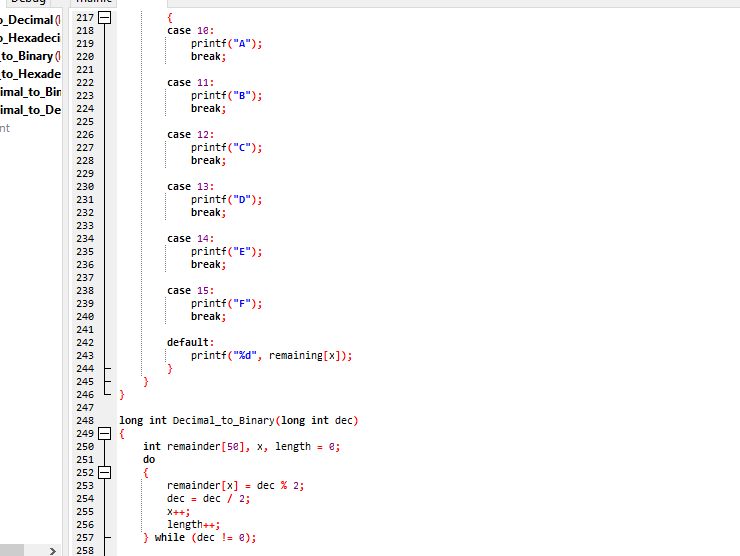 Debug
o_Decimal (
o_Hexadeci
to_Binary (
to_Hexade
imal_to_Bin
imal_to_De
nt
217 {
218 case 10:
219 printf("A");
220 break;
221
222 case 11:
223 printf("B");
224 break;
225
226 case 12:
227 printf("C");
228 break;
229
230 case 13:
231 printf("D");
232 break;
233
234 case 14:
235 printf("E");
236 break;
237
238 case 15:
239 printf("F");
240 break;
241
242 default:
243 printf("%d", remaining[x]);
244 }
245 }
246 }
247
248 long int Decimal_to_Binary(long int dec)
249 {
250 int remainder[50], x, length = 0;
251 do
252 {
253 remainder[x] = dec % 2;
254 dec = dec / 2;
255 x++;
256 length++;
257 } while (dec != 0);
258